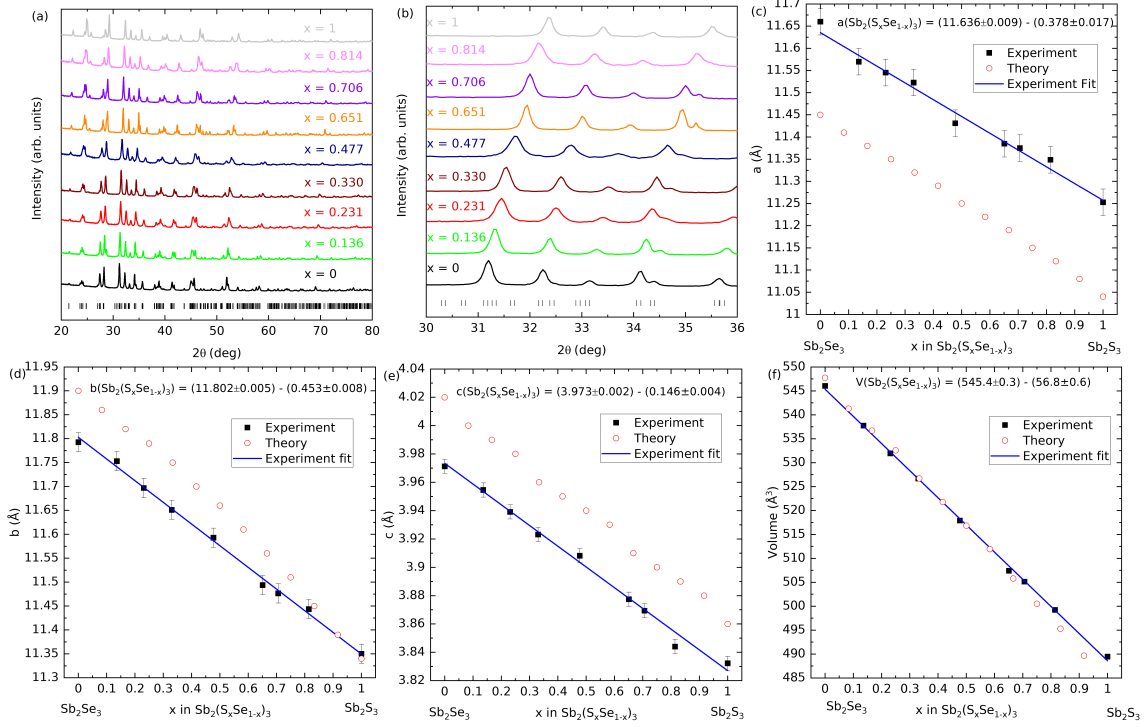 (a)
x = 1
x = 0.814
x = 0.706
x = 0.651
x = 0.477
x = 0.330
x = 0.231
x = 0.136
x = 0
Intensity (arb. units)
20 30 40 50 60 70 80
2θ (deg)
(b)
x = 1
x = 0.814
x = 0.706
x = 0.651
x = 0.477
x = 0.330
x = 0.231
x = 0.136
x = 0
Intensity (arb. units)
30 31 32 33 34 35 36
2θ (deg)
(c)
a(Sb₂(SₓSe₁₋ₓ)₃) = (11.636±0.009) - (0.378±0.017)
Experiment
Theory
Experiment Fit
a (Å)
11.7
11.65
11.6
11.55
11.5
11.45
11.4
11.35
11.3
11.25
11.2
11.15
11.1
11.05
11
0 0.1 0.2 0.3 0.4 0.5 0.6 0.7 0.8 0.9 1
Sb₂Se₃ x in Sb₂(SₓSe₁₋ₓ)₃ Sb₂S₃
(d)
b(Sb₂(SₓSe₁₋ₓ)₃) = (11.802±0.005) - (0.453±0.008)
Experiment
Theory
Experiment fit
b (Å)
11.95
11.9
11.85
11.8
11.75
11.7
11.65
11.6
11.55
11.5
11.45
11.4
11.35
11.3
0 0.1 0.2 0.3 0.4 0.5 0.6 0.7 0.8 0.9 1
Sb₂Se₃ x in Sb₂(SₓSe₁₋ₓ)₃ Sb₂S₃
(e)
c(Sb₂(SₓSe₁₋ₓ)₃) = (3.973±0.002) - (0.146±0.004)
Experiment
Theory
Experiment fit
c (Å)
4.04
4.02
4.00
3.98
3.96
3.94
3.92
3.90
3.88
3.86
3.84
3.82
0 0.1 0.2 0.3 0.4 0.5 0.6 0.7 0.8 0.9 1
Sb₂Se₃ x in Sb₂(SₓSe₁₋ₓ)₃ Sb₂S₃
(f)
V(Sb₂(SₓSe₁₋ₓ)₃) = (545.4±0.3) - (56.8±0.6)
Experiment
Theory
Experiment fit
Volume (Å³)
550
545
540
535
530
525
520
515
510
505
500
495
490
485
0 0.1 0.2 0.3 0.4 0.5 0.6 0.7 0.8 0.9 1
Sb₂Se₃ x in Sb₂(SₓSe₁₋ₓ)₃ Sb₂S₃